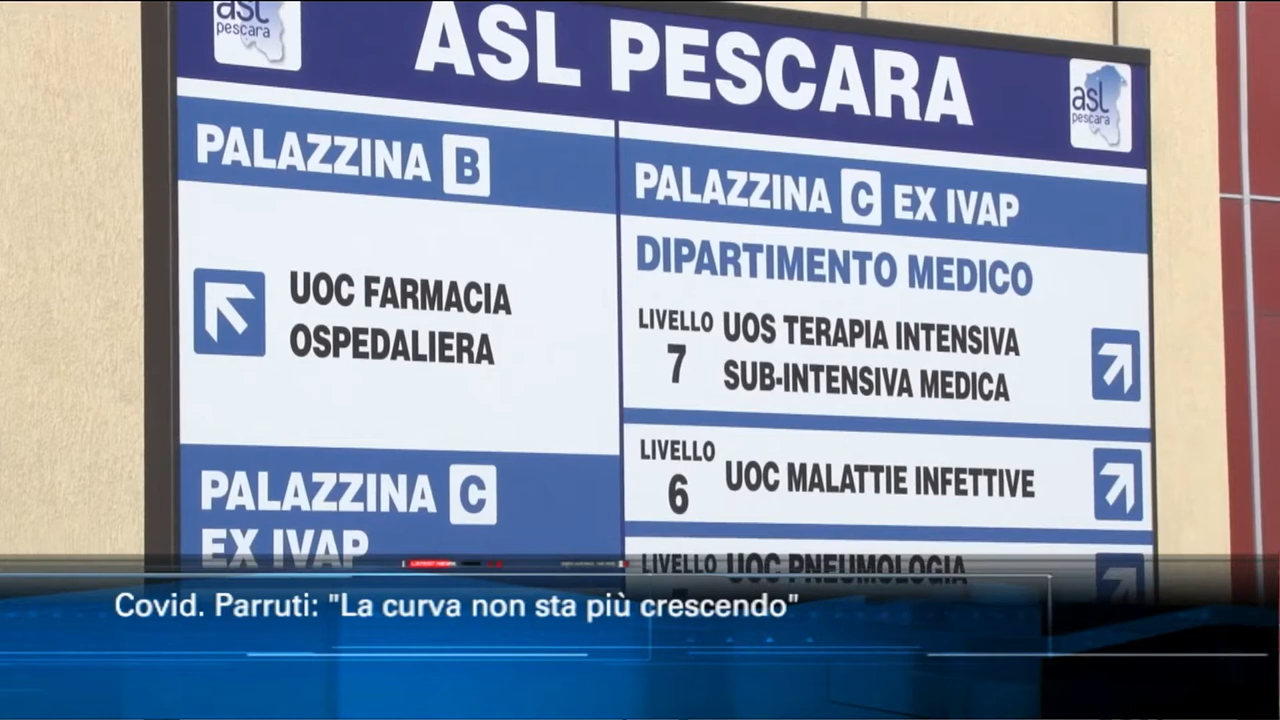 asl
pescara
ASL PESCARA
asl
pescara
PALAZZINA B
UOC FARMACIA
OSPEDALIERA
PALAZZINA C
EX IVAP
PALAZZINA C EX IVAP
DIPARTIMENTO MEDICO
LIVELLO
7
UOS TERAPIA INTENSIVA
SUB-INTENSIVA MEDICA
LIVELLO
6
UOC MALATTIE INFETTIVE
LIVELLO
UOC PNEUMOLOGIA
LATEST NEWS
Covid. Parruti: "La curva non sta più crescendo"